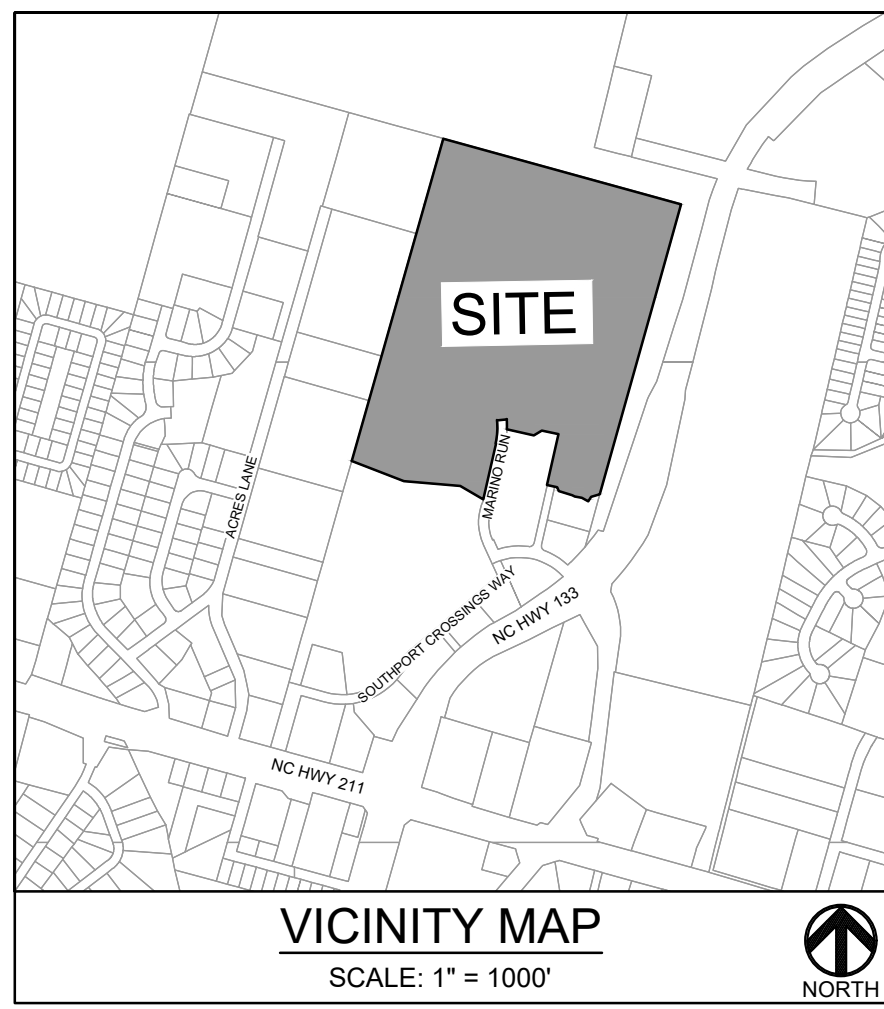 SITE
MARINO RUN
ACRES LANE
SOUTHPORT CROSSINGS WAY
NC HWY 133
NC HWY 211
VICINITY MAP
SCALE: 1" = 1000'
NORTH